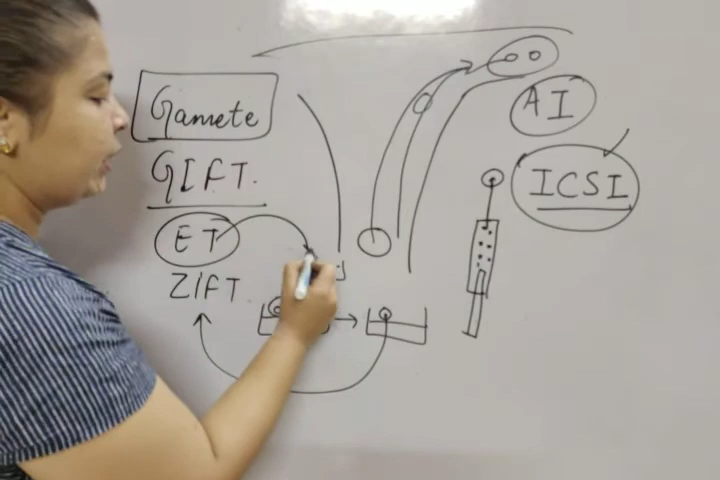 Gamete
GIFT.
ET
ZIFT
AI
ICSI